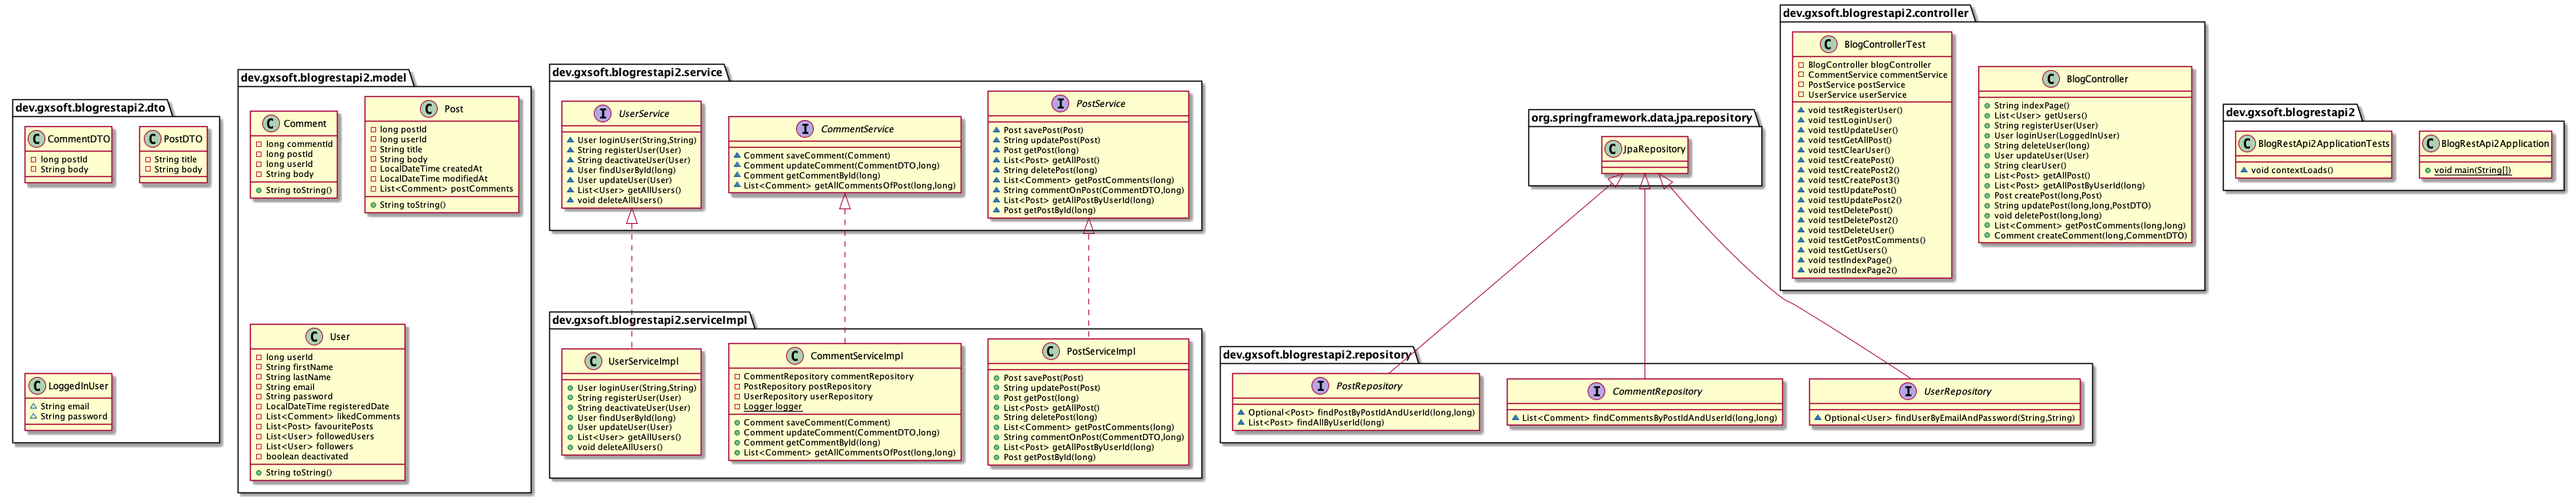 dev.gxsoft.blogrestapi2.dto
C CommentDTO
long postId
String body
C PostDTO
String title
String body
C LoggedInUser
String email
String password
dev.gxsoft.blogrestapi2.model
C Comment
long commentId
long postId
long userId
String body
String toString()
C Post
long postId
long userId
String title
String body
LocalDateTime createdAt
LocalDateTime modifiedAt
List<Comment> postComments
String toString()
C User
long userId
String firstName
String lastName
String email
String password
LocalDateTime registeredDate
List<Comment> likedComments
List<Post> favouritePosts
List<User> followedUsers
List<User> followers
boolean deactivated
String toString()
dev.gxsoft.blogrestapi2.service
I UserService
User loginUser(String,String)
String registerUser(User)
String deactivateUser(User)
User findUserById(long)
User updateUser(User)
List<User> getAllUsers()
void deleteAllUsers()
I CommentService
Comment saveComment(Comment)
Comment updateComment(CommentDTO,long)
Comment getCommentById(long)
List<Comment> getAllCommentsOfPost(long,long)
I PostService
Post savePost(Post)
String updatePost(Post)
Post getPost(long)
List<Post> getAllPost()
String deletePost(long)
List<Comment> getPostComments(long)
String commentOnPost(CommentDTO,long)
List<Post> getAllPostByUserId(long)
Post getPostById(long)
dev.gxsoft.blogrestapi2.serviceImpl
C UserServiceImpl
User loginUser(String,String)
String registerUser(User)
String deactivateUser(User)
User findUserById(long)
User updateUser(User)
List<User> getAllUsers()
void deleteAllUsers()
C CommentServiceImpl
CommentRepository commentRepository
PostRepository postRepository
UserRepository userRepository
Logger logger
Comment saveComment(Comment)
Comment updateComment(CommentDTO,long)
Comment getCommentById(long)
List<Comment> getAllCommentsOfPost(long,long)
C PostServiceImpl
Post savePost(Post)
String updatePost(Post)
Post getPost(long)
List<Post> getAllPost()
String deletePost(long)
List<Comment> getPostComments(long)
String commentOnPost(CommentDTO,long)
List<Post> getAllPostByUserId(long)
Post getPostById(long)
org.springframework.data.jpa.repository
C JpaRepository
dev.gxsoft.blogrestapi2.repository
I PostRepository
Optional<Post> findPostByPostIdAndUserId(long,long)
List<Post> findAllByUserId(long)
I CommentRepository
List<Comment> findCommentsByPostIdAndUserId(long,long)
I UserRepository
Optional<User> findUserByEmailAndPassword(String,String)
dev.gxsoft.blogrestapi2.controller
C BlogControllerTest
BlogController blogController
CommentService commentService
PostService postService
UserService userService
void testRegisterUser()
void testLoginUser()
void testUpdateUser()
void testGetAllPost()
void testClearUser()
void testCreatePost()
void testCreatePost2()
void testCreatePost3()
void testUpdatePost()
void testUpdatePost2()
void testDeletePost()
void testDeletePost2()
void testDeleteUser()
void testGetPostComments()
void testGetUsers()
void testIndexPage()
void testIndexPage2()
C BlogController
String indexPage()
List<User> getUsers()
String registerUser(User)
User loginUser(LoggedInUser)
String deleteUser(long)
User updateUser(User)
String clearUser()
List<Post> getAllPost()
List<Post> getAllPostByUserId(long)
Post createPost(long,Post)
String updatePost(long,long,PostDTO)
void deletePost(long,long)
List<Comment> getPostComments(long,long)
Comment createComment(long,CommentDTO)
dev.gxsoft.blogrestapi2
C BlogRestApi2ApplicationTests
void contextLoads()
C BlogRestApi2Application
void main(String[])